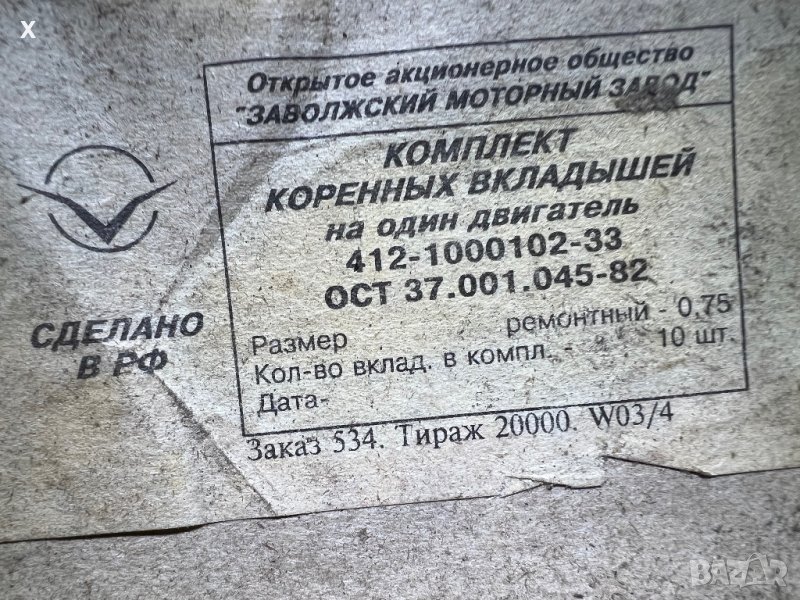 x
Открытое акционерное общество
"ЗАВОЛЖСКИЙ МОТОРНЫЙ ЗАВОД"
КОМПЛЕКТ
КОРЕННЫХ ВКЛАДЫШЕЙ
на один двигатель
412-1000102-33
ОСТ 37.001.045-82
Размер ремонтный - 0,75
Кол-во вклад. в компл. - 10 шт.
Дата-
СДЕЛАНО
В РФ
Заказ 534. Тираж 20000. W03/4
BAZAR